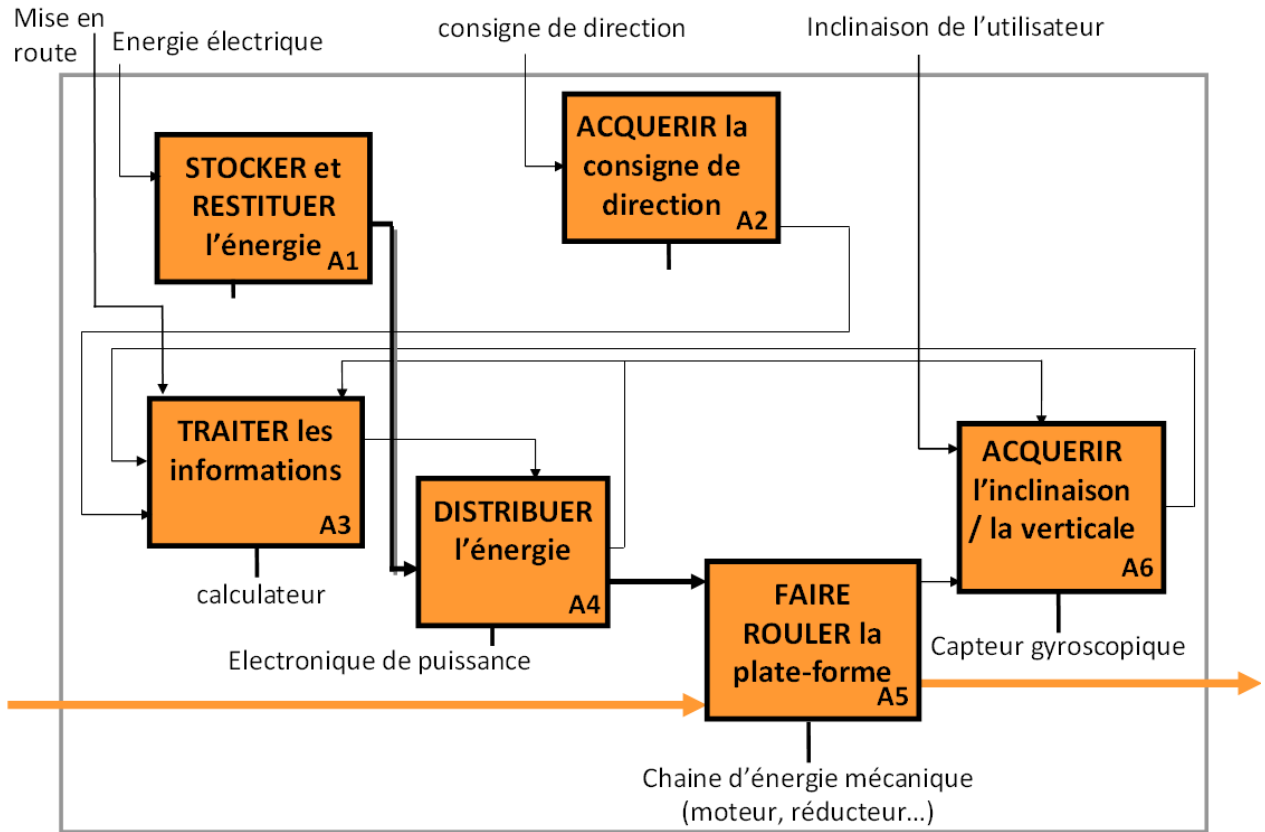 Mise en
route
Energie électrique
consigne de direction
Inclinaison de l'utilisateur
STOCKER et
RESTITUER
l'énergie
A1
ACQUERIR la
consigne de
direction
A2
TRAITER les
informations
A3
calculateur
DISTRIBUER
l'énergie
A4
Electronique de puissance
FAIRE
ROULER la
plate-forme
A5
Chaine d'énergie mécanique
(moteur, réducteur...)
ACQUERIR
l'inclinaison
/ la verticale
A6
Capteur gyroscopique